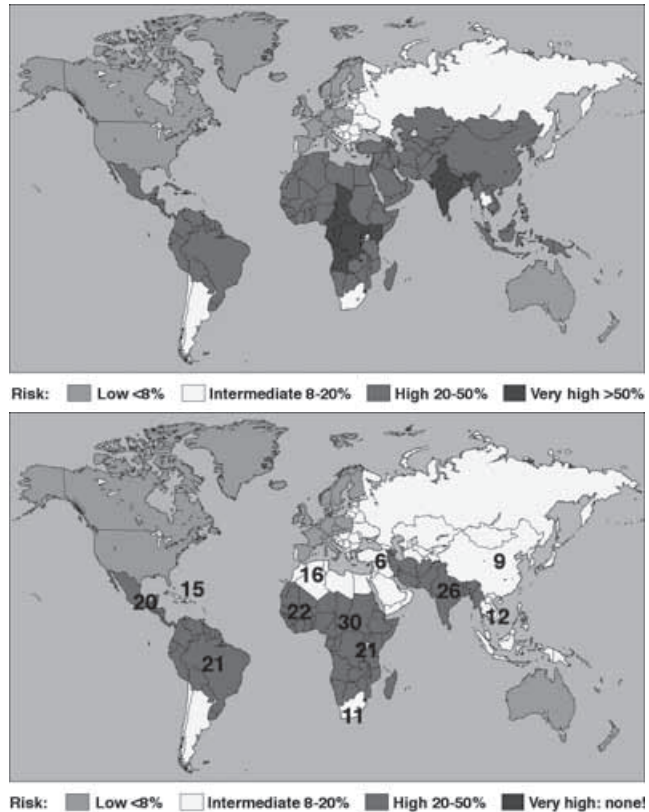 Risk: Low <8% Intermediate 8-20% High 20-50% Very high >50%
16 6 9
15
20 22 30 26
12
21 21
11
Risk: Low <8% Intermediate 8-20% High 20-50% Very high: none!